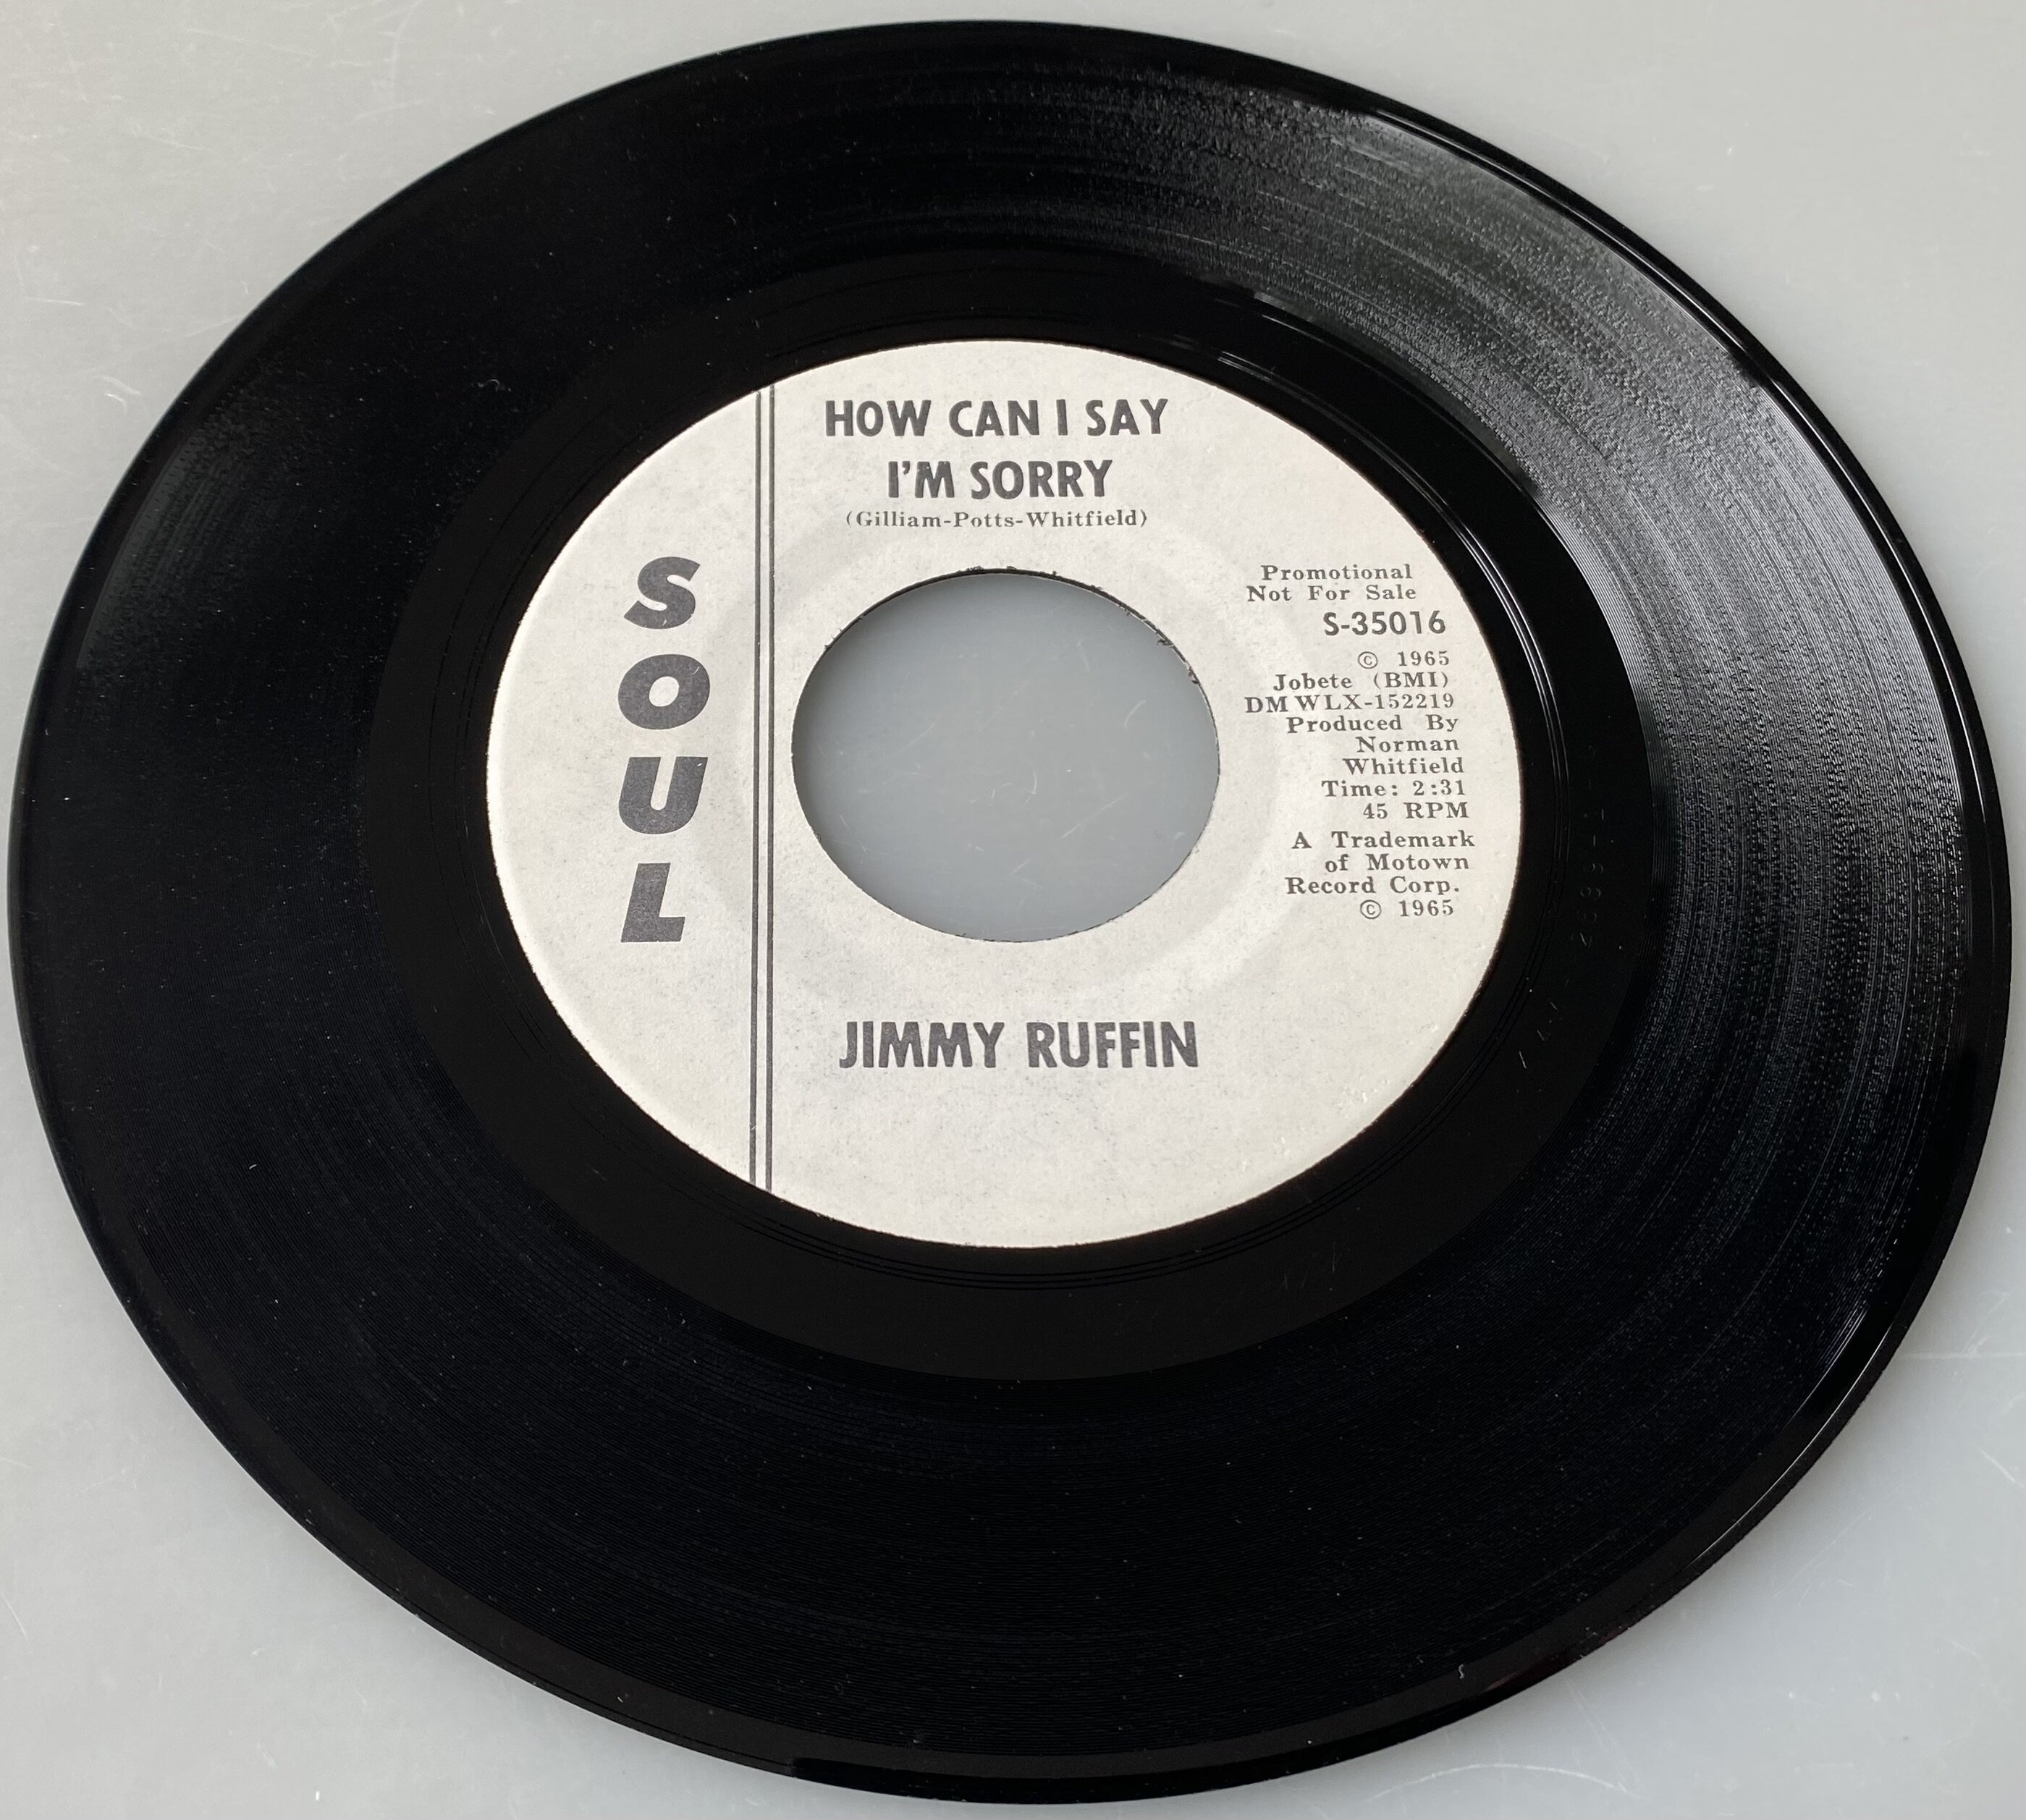 HOW CAN I SAY
I'M SORRY
(Gilliam-Potts-Whitfield)
SOUL
Promotional
Not For Sale
S-35016
© 1965
Jobete (BMI)
DM WLX-152219
Produced By
Norman
Whitfield
Time: 2:31
45 RPM
A Trademark
of Motown
Record Corp.
© 1965
JIMMY RUFFIN